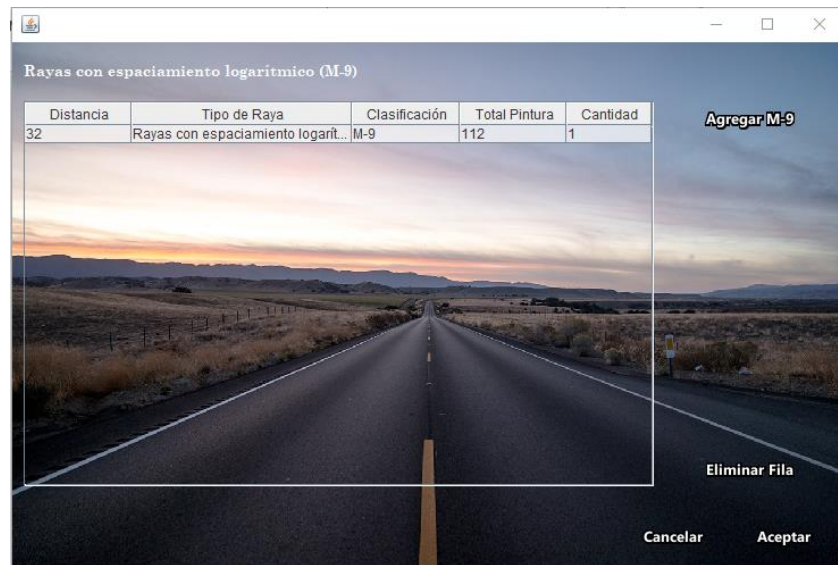 Rayas con espaciamiento logaritmico (M-9)
Distancia Tipo de Raya Clasificación Total Pintura Cantidad
32 Rayas con espaciamiento logarít... M-9 112 1
Agregar M-9
Eliminar Fila
Cancelar Aceptar